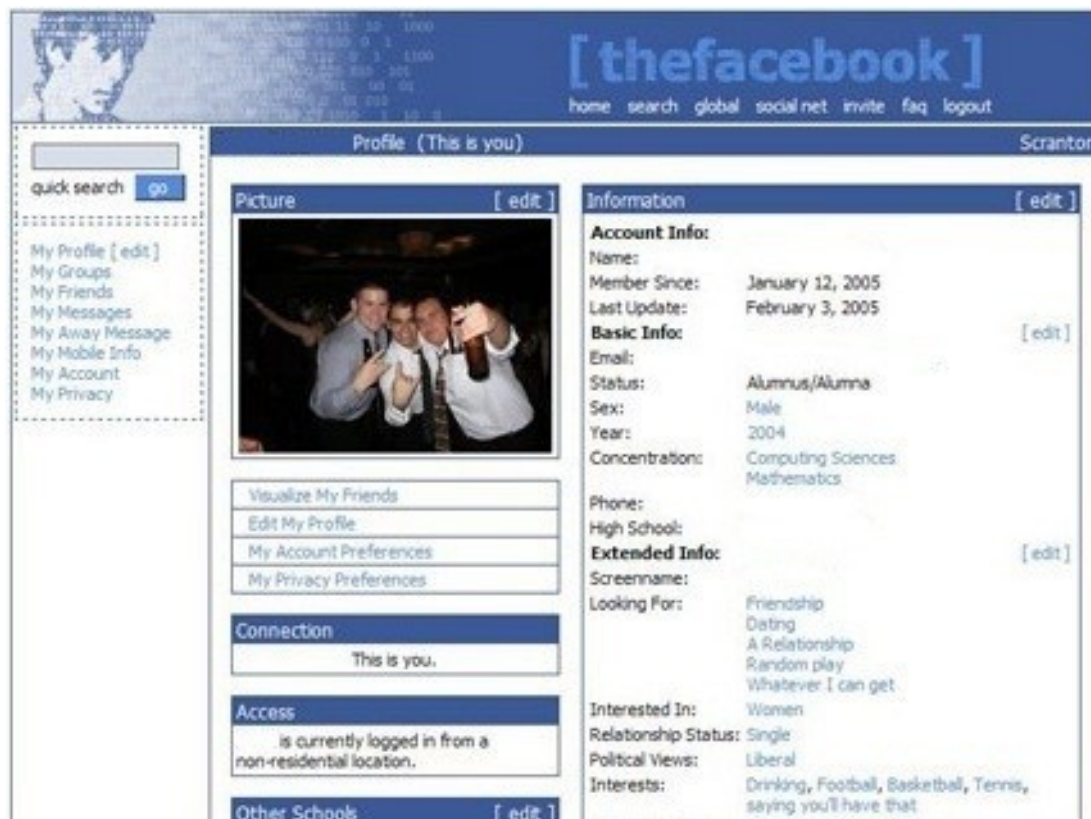 [ thefacebook ]
home search global social net invite faq logout
quick search go
My Profile [ edit ]
My Groups
My Friends
My Messages
My Away Message
My Mobile Info
My Account
My Privacy
Profile (This is you) Scranton
Picture [ edit ]
Visualize My Friends
Edit My Profile
My Account Preferences
My Privacy Preferences
Connection
This is you.
Access
is currently logged in from a
non-residential location.
Other Schools [ edit ]
Information [ edit ]
Account Info:
Name:
Member Since: January 12, 2005
Last Update: February 3, 2005
Basic Info: [ edit ]
Email:
Status: Alumnus/Alumna
Sex: Male
Year: 2004
Concentration: Computing Sciences
Mathematics
Phone:
High School:
Extended Info: [ edit ]
Screenname:
Looking For: Friendship
Dating
A Relationship
Random play
Whatever I can get
Interested In: Women
Relationship Status: Single
Political Views: Liberal
Interests: Drinking, Football, Basketball, Tennis,
saying you'll have that